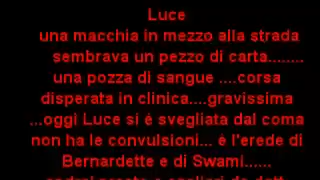 Luce
una macchia in mezzo alla strada
sembrava un pezzo di carta........
una pozza di sangue ....corsa
disperata in clinica....gravissima
...oggi Luce si é svegliata dal coma
non ha le convulsioni... è l'erede di
Bernardette e di Swami......